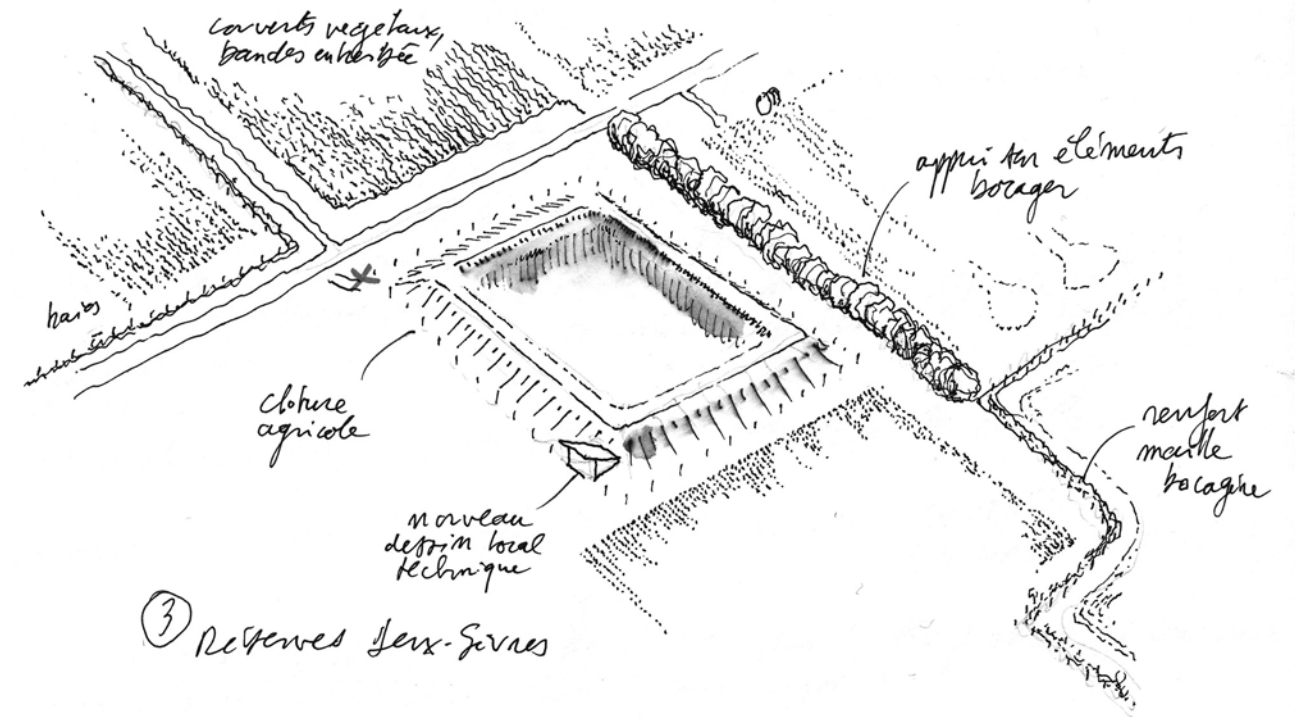 couverts végétaux,
bandes enherbée
appui sur éléments
bocager
haies
clôture
agricole
renfort
maille
bocagère
nouveau
dessin local
technique
3 Réserves Deux-Sèvres